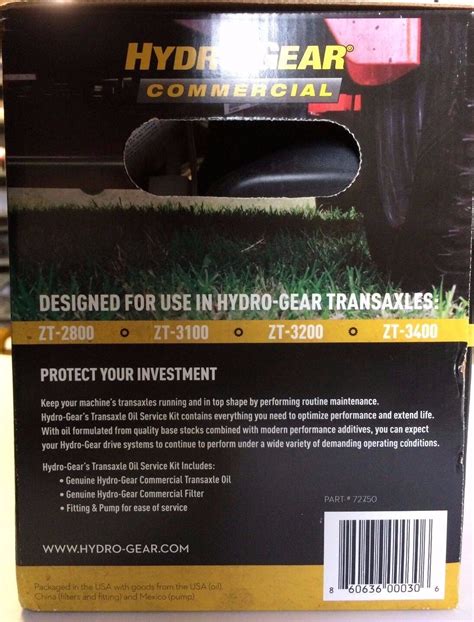 HYDRO-GEAR®
COMMERCIAL
DESIGNED FOR USE IN HYDRO-GEAR TRANSAXLES:
ZT-2800 ZT-3100 ZT-3200 ZT-3400
PROTECT YOUR INVESTMENT
Keep your machine's transaxles running and in top shape by performing routine maintenance.
Hydro-Gear's Transaxle Oil Service Kit contains everything you need to optimize performance and extend life.
With oil formulated from quality base stocks combined with modern performance additives, you can expect
your Hydro-Gear drive systems to continue to perform under a wide variety of demanding operating conditions.
Hydro-Gear's Transaxle Oil Service Kit Includes:
• Genuine Hydro-Gear Commercial Transaxle Oil
• Genuine Hydro-Gear Commercial Filter
• Fitting & Pump for ease of service
PART# 72750
WWW.HYDRO-GEAR.COM
Packaged in the USA with goods from the USA (oil)
China (filters and fitting) and Mexico (pump)
8 60636 00030 6